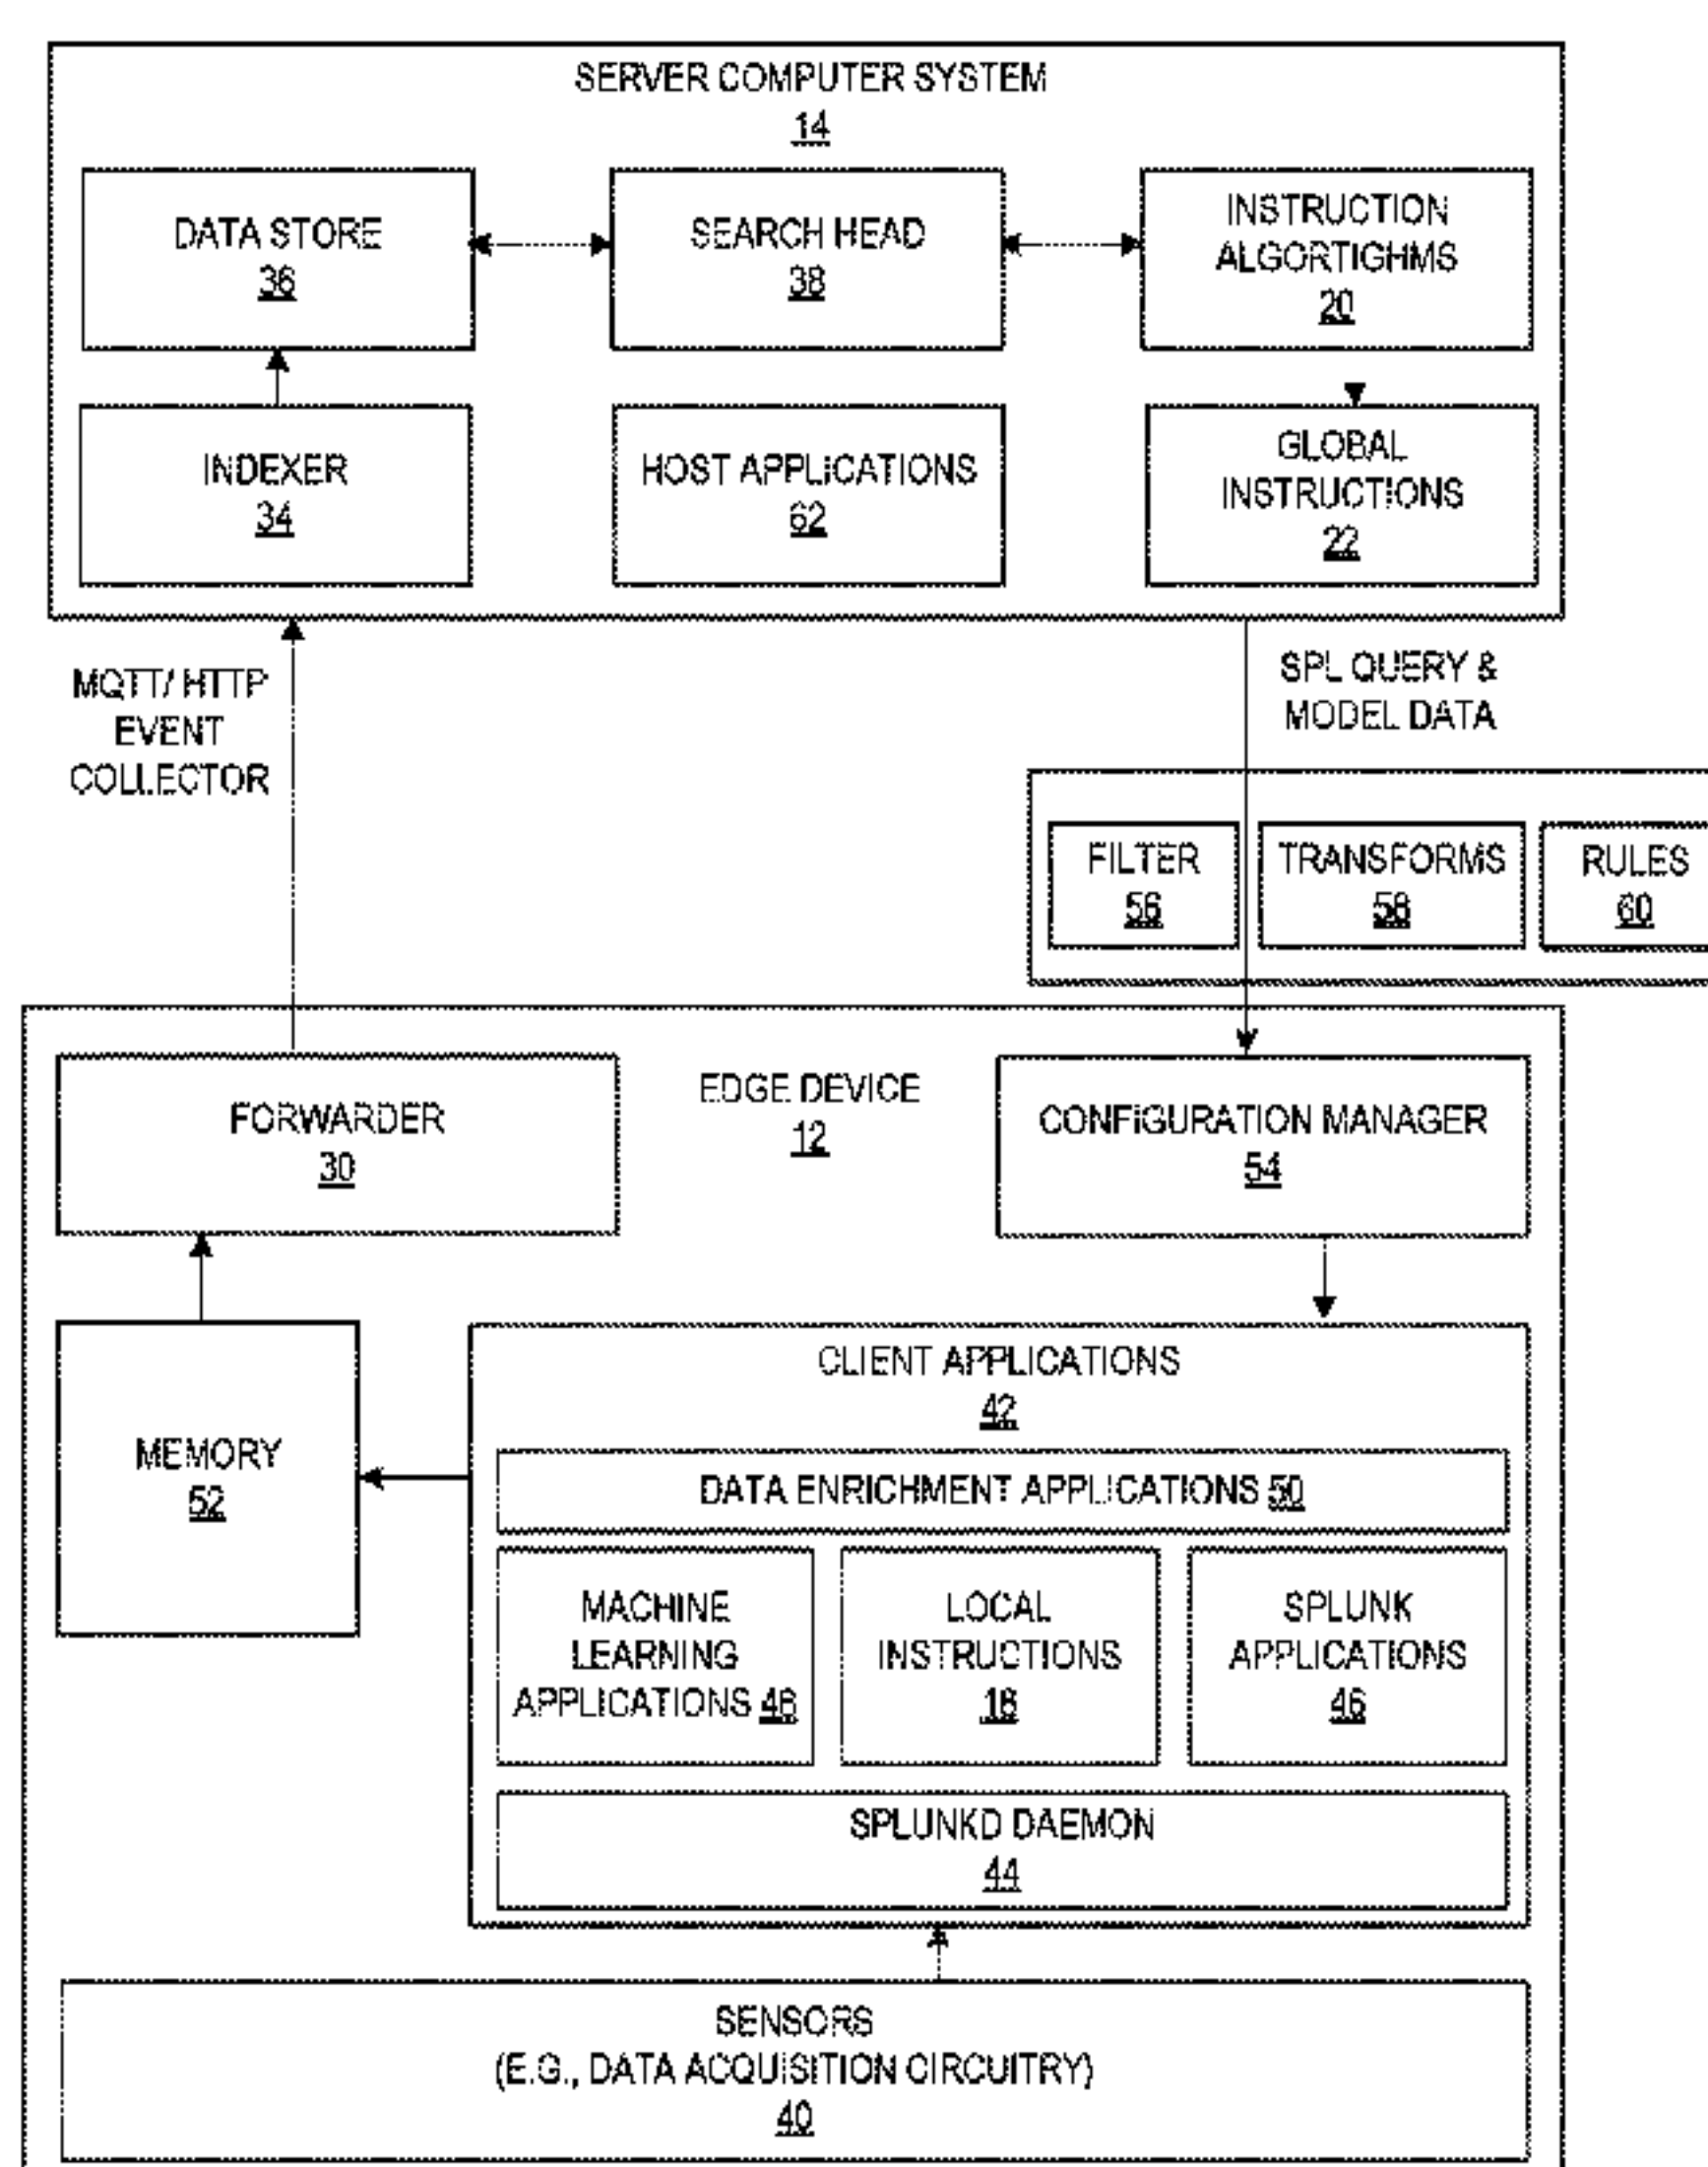 SERVER COMPUTER SYSTEM
14
DATA STORE
36
SEARCH HEAD
38
INSTRUCTION
ALGORTIGHMS
20
INDEXER
34
HOST APPLICATIONS
62
GLOBAL
INSTRUCTIONS
22
MQTT/ HTTP
EVENT
COLLECTOR
SPL QUERY &
MODEL DATA
FILTER
56
TRANSFORMS
58
RULES
60
FORWARDER
30
EDGE DEVICE
12
CONFIGURATION MANAGER
54
MEMORY
52
CLIENT APPLICATIONS
42
DATA ENRICHMENT APPLICATIONS 50
MACHINE
LEARNING
APPLICATIONS 48
LOCAL
INSTRUCTIONS
18
SPLUNK
APPLICATIONS
46
SPLUNKD DAEMON
44
SENSORS
(E.G., DATA ACQUISITION CIRCUITRY)
40